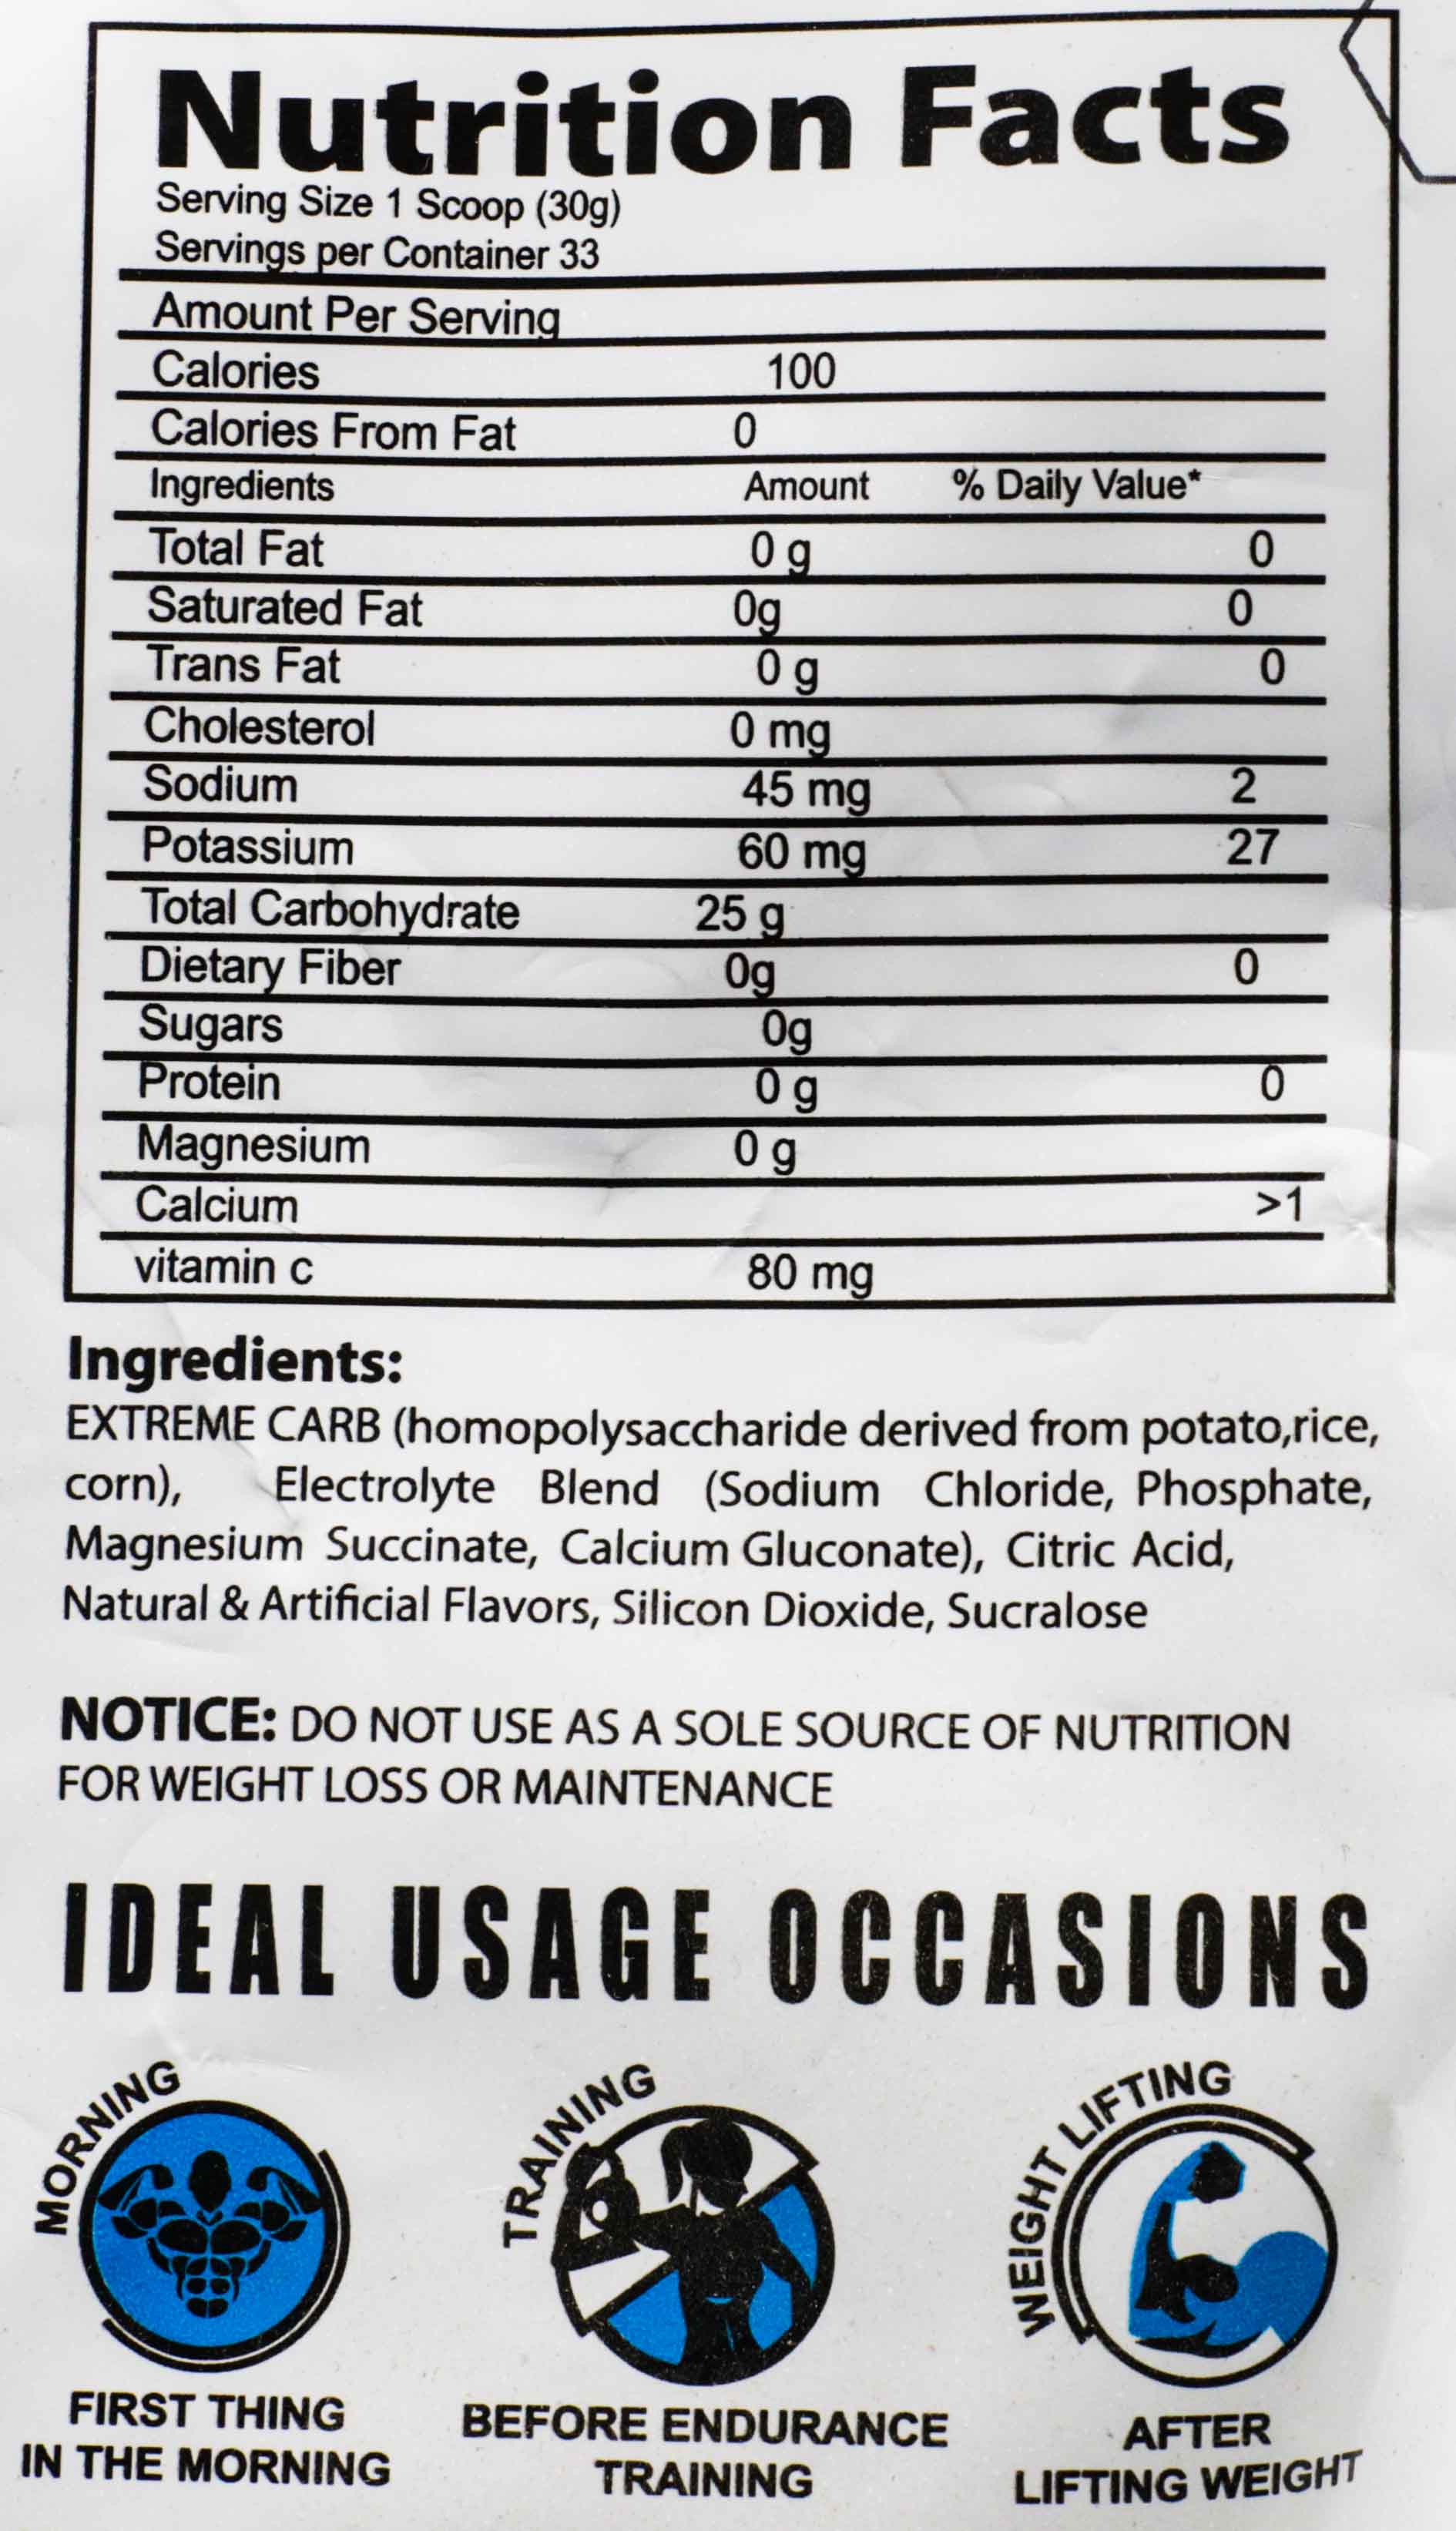 Nutrition Facts
Serving Size 1 Scoop (30g)
Servings per Container 33
Amount Per Serving
Calories 100
Calories From Fat 0
Ingredients Amount % Daily Value*
Total Fat 0 g 0
Saturated Fat 0g 0
Trans Fat 0 g 0
Cholesterol 0 mg
Sodium 45 mg 2
Potassium 60 mg 27
Total Carbohydrate 25 g
Dietary Fiber 0g 0
Sugars 0g
Protein 0 g 0
Magnesium 0 g
Calcium >1
vitamin c 80 mg
Ingredients:
EXTREME CARB (homopolysaccharide derived from potato,rice,
corn), Electrolyte Blend (Sodium Chloride, Phosphate,
Magnesium Succinate, Calcium Gluconate), Citric Acid,
Natural & Artificial Flavors, Silicon Dioxide, Sucralose
NOTICE: DO NOT USE AS A SOLE SOURCE OF NUTRITION
FOR WEIGHT LOSS OR MAINTENANCE
IDEAL USAGE OCCASIONS
MORNING
FIRST THING
IN THE MORNING
TRAINING
BEFORE ENDURANCE
TRAINING
WEIGHT LIFTING
AFTER
LIFTING WEIGHT